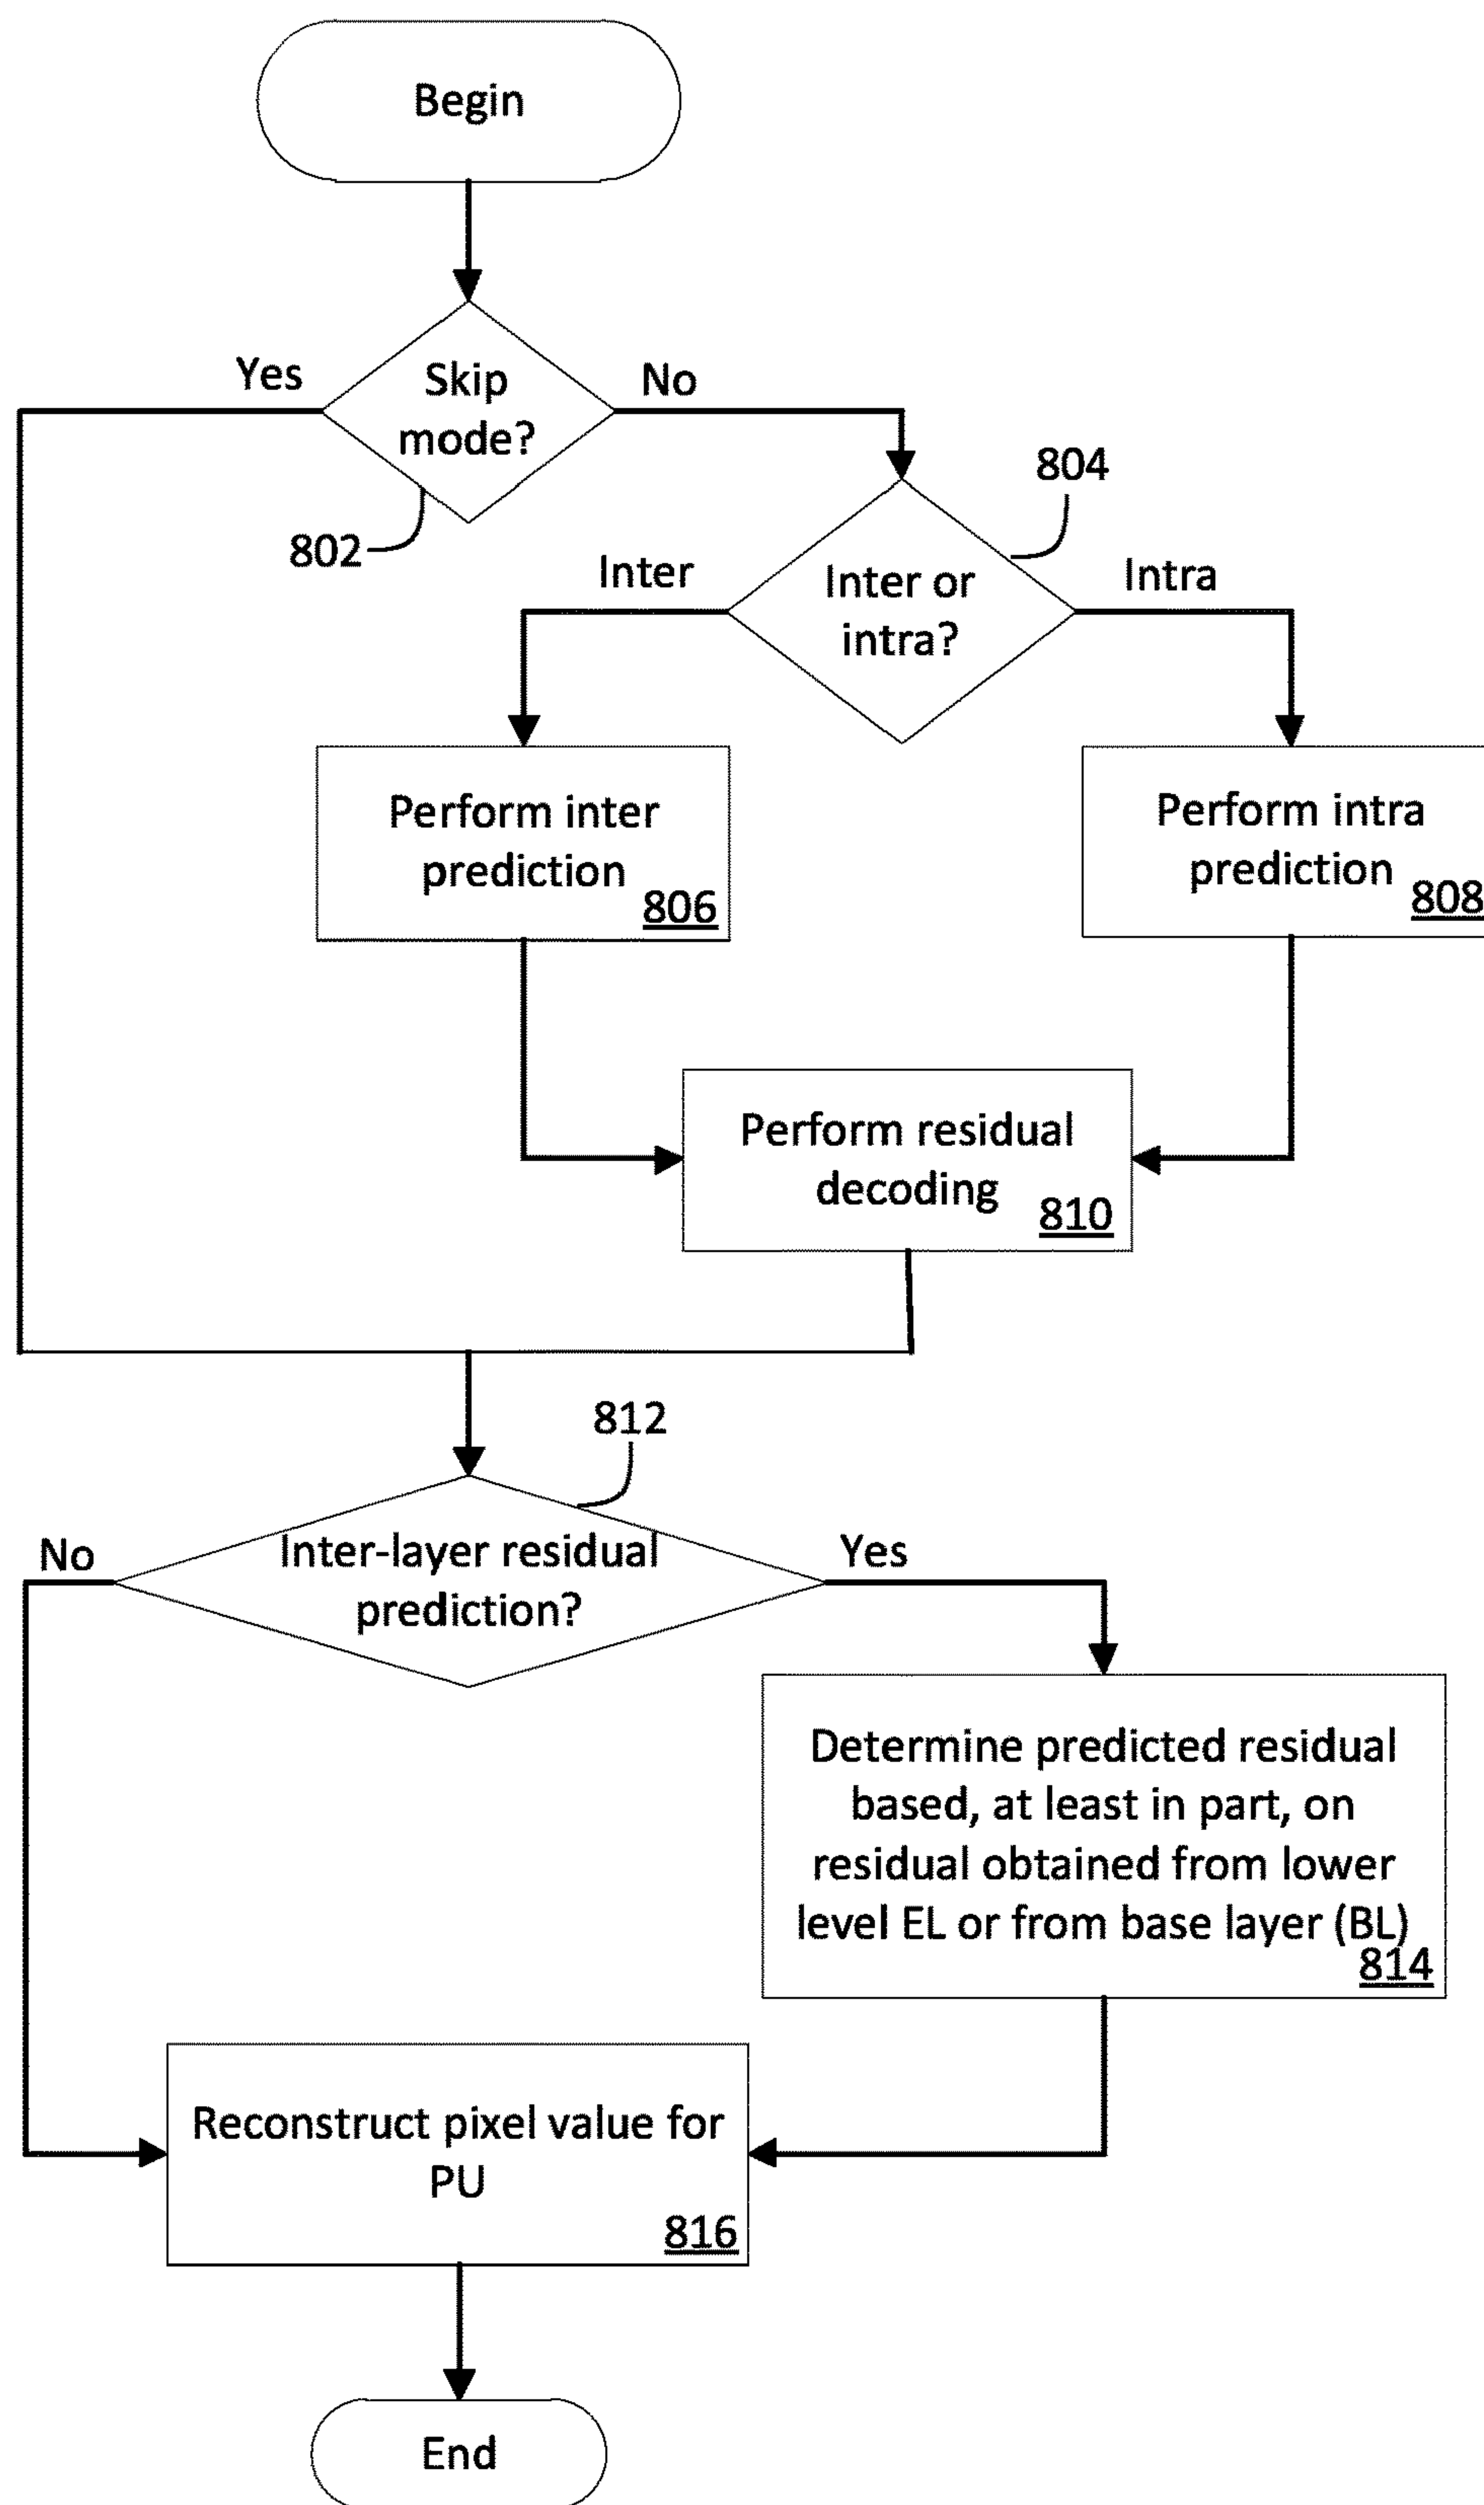 Begin
Yes
Skip
mode?
No
802
804
Inter
Inter or
intra?
Intra
Perform inter
prediction
806
Perform intra
prediction
808
Perform residual
decoding
810
812
No
Inter-layer residual
prediction?
Yes
Determine predicted residual
based, at least in part, on
residual obtained from lower
level EL or from base layer (BL)
814
Reconstruct pixel value for
PU
816
End